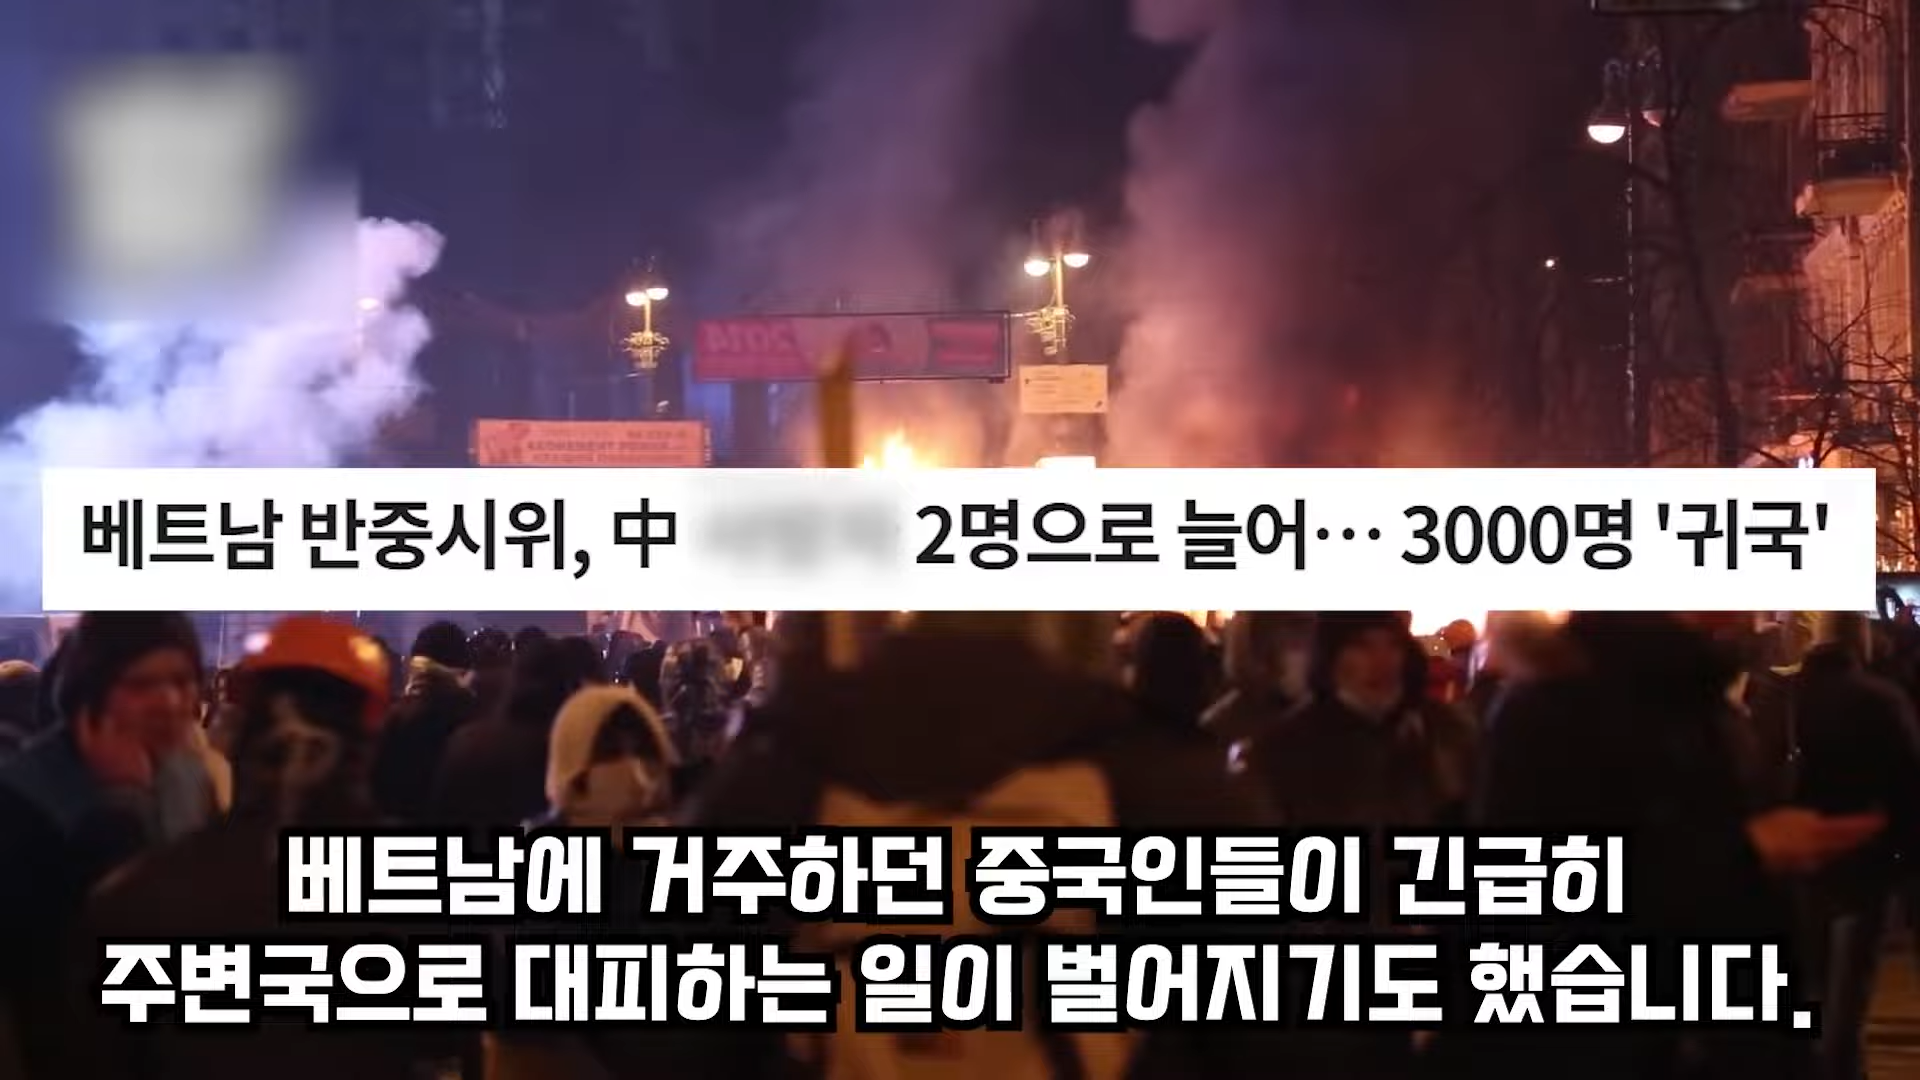 베트남 반중시위, 中 2명으로 늘어… 3000명 '귀국'
베트남에 거주하던 중국인들이 긴급히
주변국으로 대피하는 일이 벌어지기도 했습니다.